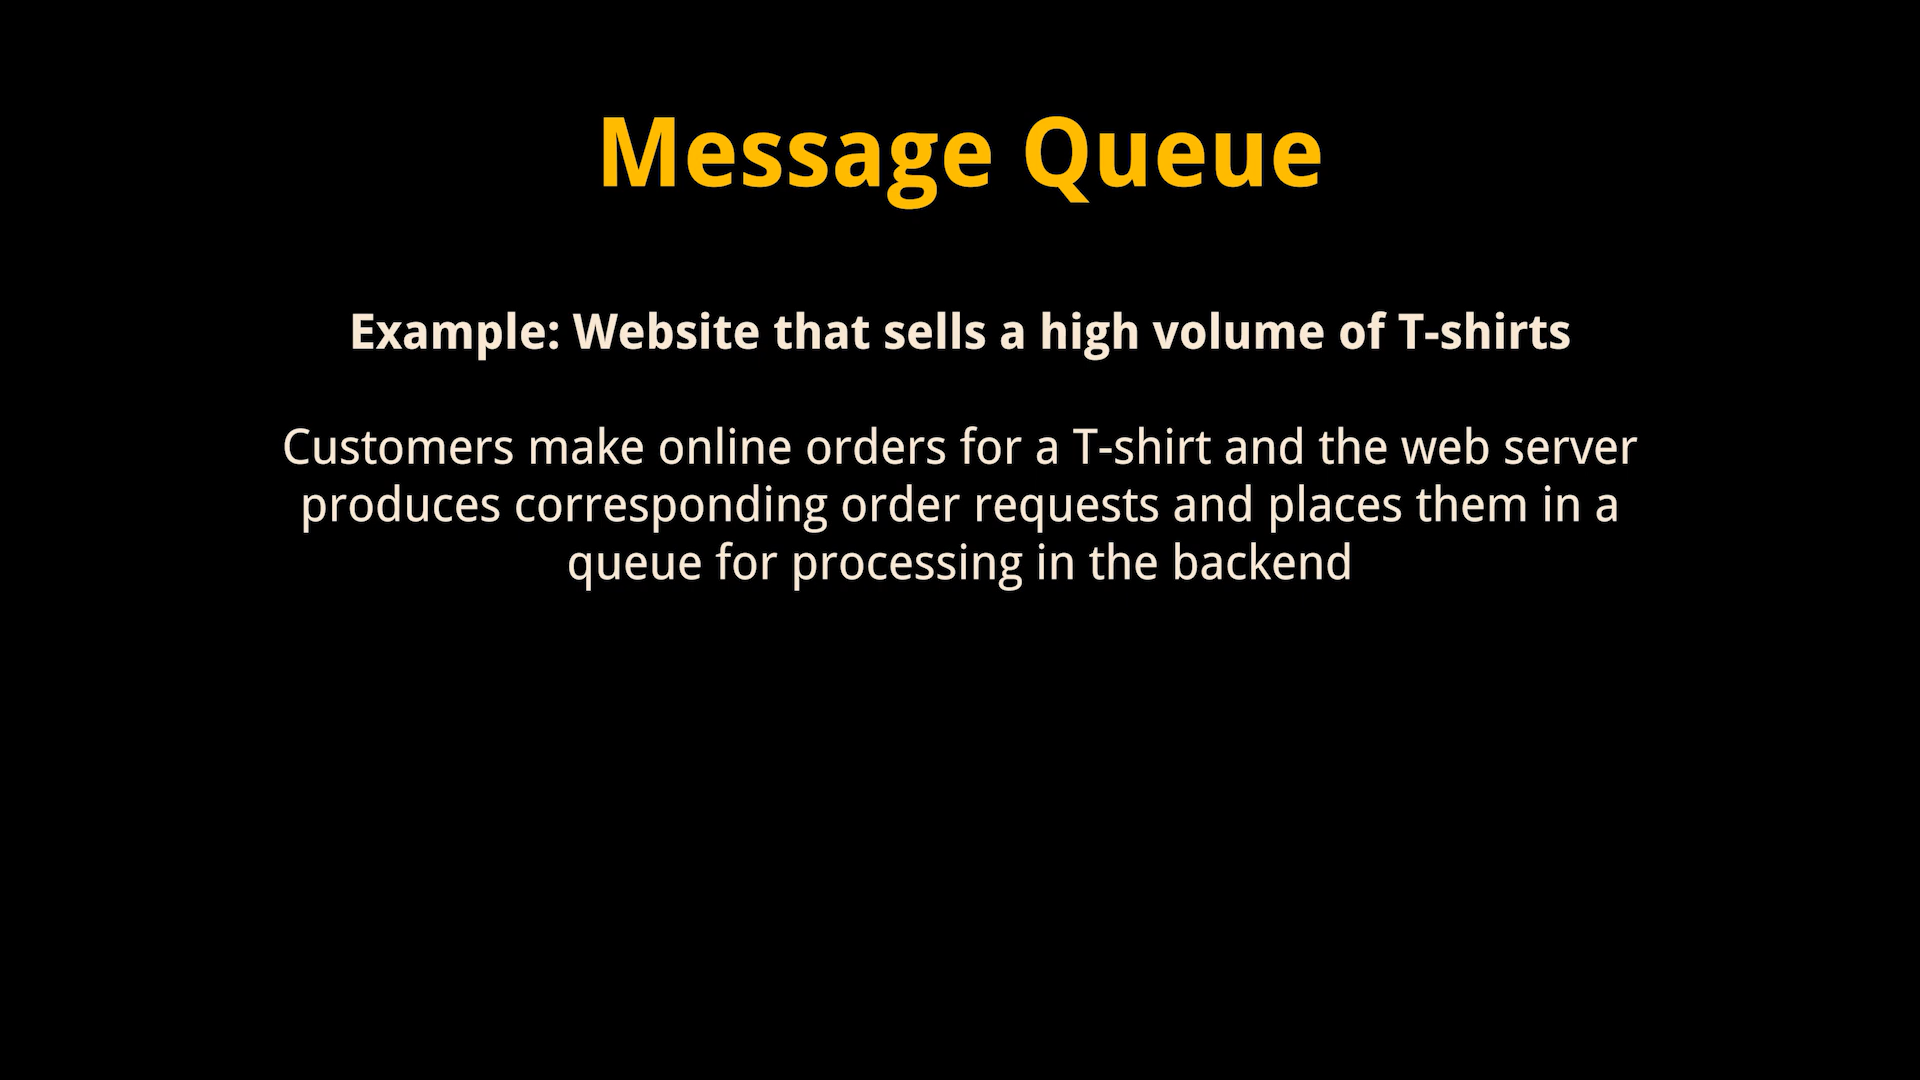 Message Queue
Example: Website that sells a high volume of T-shirts
Customers make online orders for a T-shirt and the web server
produces corresponding order requests and places them in a
queue for processing in the backend